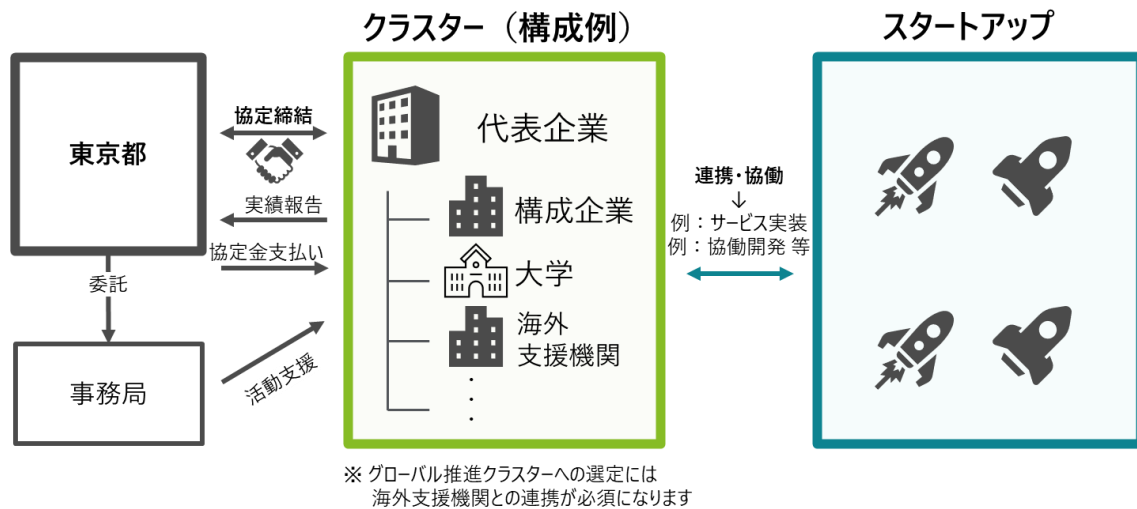 クラスター（構成例）
スタートアップ
東京都
協定締結
実績報告
協定金支払い
委託
事務局
活動支援
代表企業
構成企業
大学
海外
支援機関
・
・
・
連携・協働
↓
例：サービス実装
例：協働開発 等
※ グローバル推進クラスターへの選定には
海外支援機関との連携が必須になります